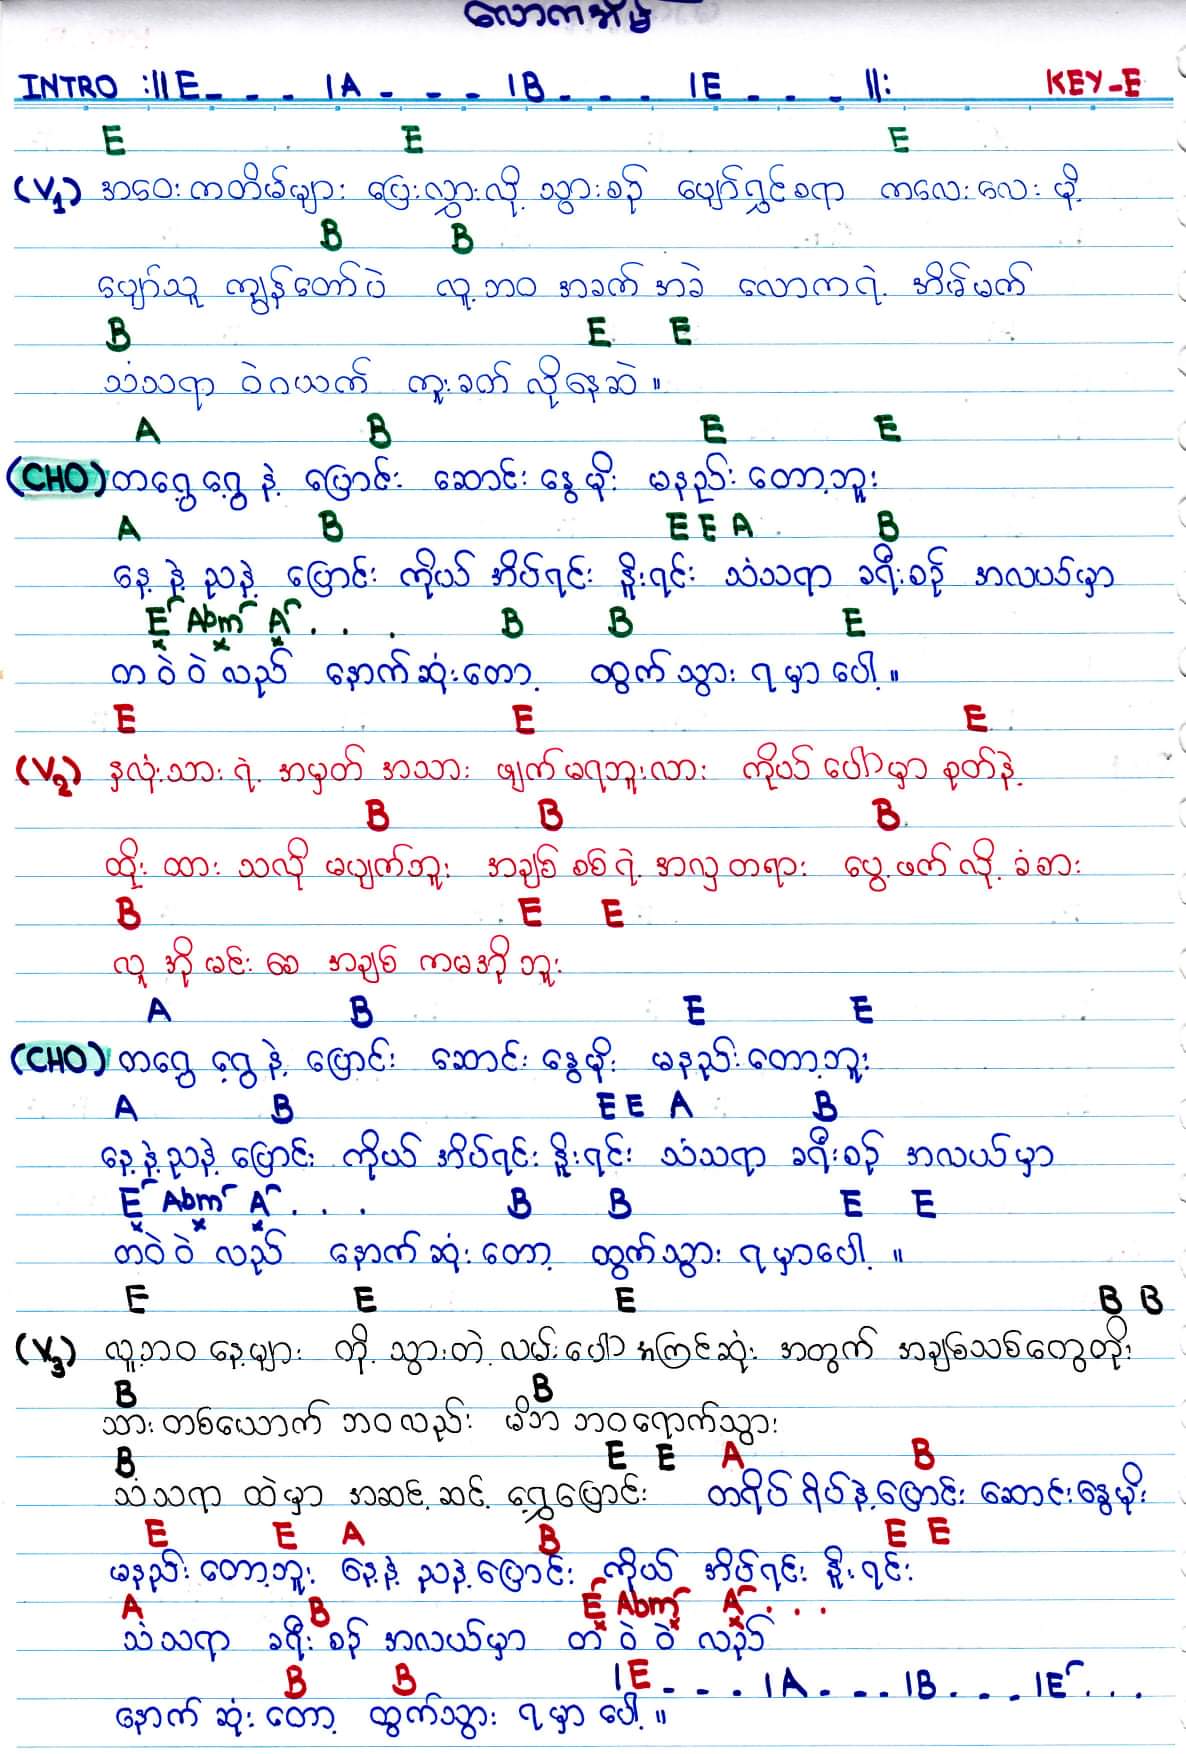 လောကအိမ်
INTRO :|| E - - - | A - - - | B - - - | E - - - ||: KEY-E
E E E
(V1) အဝေးကတိမ်များ ပြေးလွှားလို့ သွားစဉ် ပျော်ရွှင်စရာ ကလေးလေးမို့
B B
ပျော်သူ ကျွန်တော်ပဲ လူ့ဘဝ အခက်အခဲ လောကရဲ့ အိမ်မက်
B E E
သံသရာ ဝဲဂယက် ကူးခတ်လို့နေဆဲ ။
A B E E
(CHO) တရွေ့ရွေ့နဲ့ ပြောင်း ဆောင်းနွေမိုး မနည်းတော့ဘူး
A B E E A B
နေ့နဲ့ညနဲ့ ပြောင်း ကိုယ် အိပ်ရင်း နိုးရင်း သံသရာ ခရီးစဉ် အလယ်မှာ
E Abm A . . . B B E
တဝဲဝဲလည် နောက်ဆုံးတော့ ထွက်သွားရမှာပေါ့ ။
E E E
(V2) နှလုံးသားရဲ့ အမှတ်အသား ဖျက်မရဘူးလား ကိုယ်ပေါ်မှာ စုတ်နဲ့
B B B
ထိုးထားသလို မပျက်ဘူး အချစ်စစ်ရဲ့ အလှတရား ပွေ့ဖက်လို့ ခံစား
B E E
လူအိုမင်းစေ အချစ်ကမအိုဘူး
A B E E
(CHO) တရွေ့ရွေ့နဲ့ ပြောင်း ဆောင်းနွေမိုး မနည်းတော့ဘူး
A B E E A B
နေ့နဲ့ညနဲ့ပြောင်း ကိုယ် အိပ်ရင်းနိုးရင်း သံသရာ ခရီးစဉ် အလယ်မှာ
E Abm A . . . B B E E
တဝဲဝဲလည် နောက်ဆုံးတော့ ထွက်သွားရမှာပေါ့ ။
E E E B B
(V3) လူ့ဘဝနေ့များ တို့သွားတဲ့လမ်းပေါ် အကြင်ဆုံး အတွက် အချစ်သစ်တွေတိုး
B B
သားတစ်ယောက် ဘဝလည်း မိဘ ဘဝရောက်သွား
B E E A B
သံသရာ ထဲမှာ အဆင့်ဆင့် ရွှေ့ပြောင်း တရိပ်ရိပ်နဲ့ပြောင်း ဆောင်းနွေမိုး
E E A B E E
မနည်းတော့ဘူး နေ့နဲ့ညနဲ့ပြောင်း ကိုယ် အိပ်ရင်းနိုးရင်း
A B E Abm A . . .
သံသရာ ခရီးစဉ် အလယ်မှာ တဝဲဝဲလည်
B B | E - - - | A - - - | B . . . | E . . .
နောက်ဆုံးတော့ ထွက်သွားရမှာပေါ့ ။